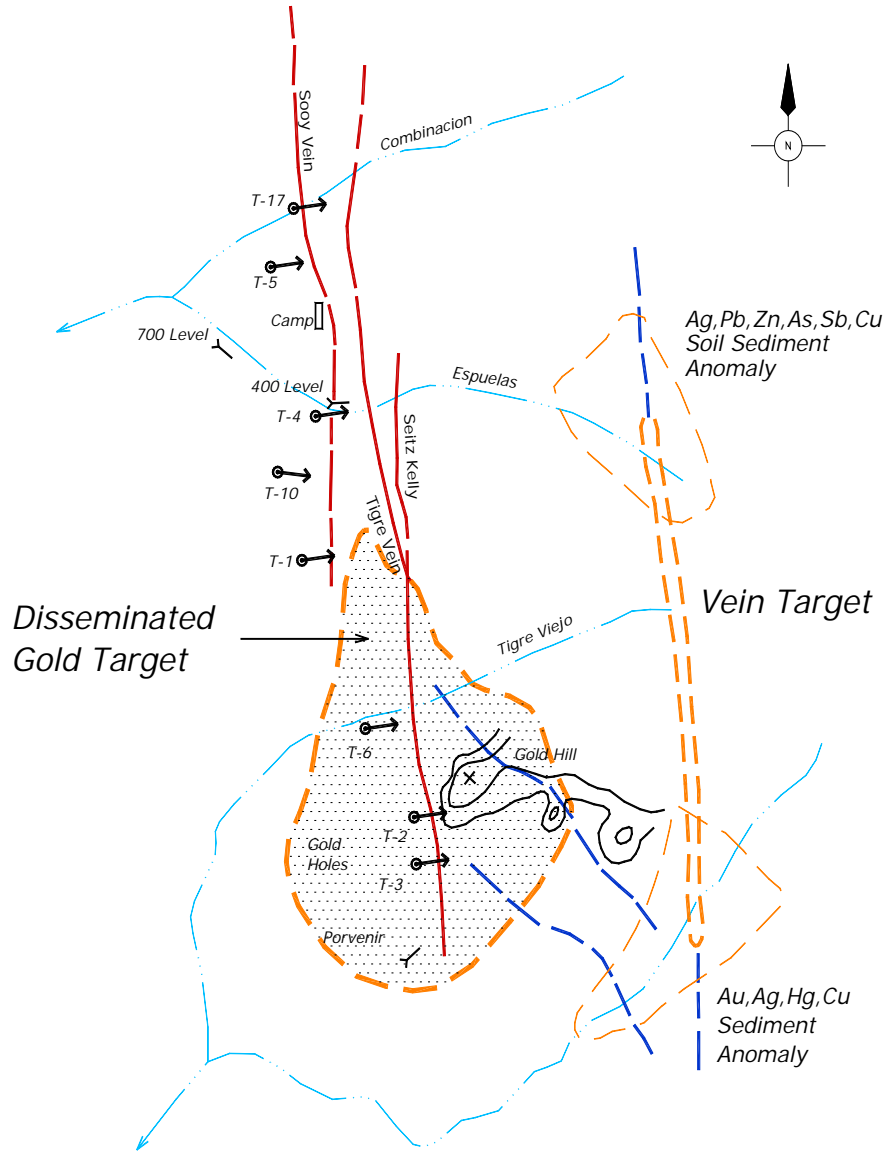 Sooy Vein
Combinacion
N
T-17
T-5
Camp
Ag,Pb,Zn,As,Sb,Cu
Soil Sediment
Anomaly
700 Level
400 Level
Espuelas
T-4
Seitz Kelly
T-10
Tigre Vein
T-1
Disseminated
Gold Target
Vein Target
Tigre Viejo
T-6
Gold Hill
T-2
Gold
Holes
T-3
Porvenir
Au,Ag,Hg,Cu
Sediment
Anomaly